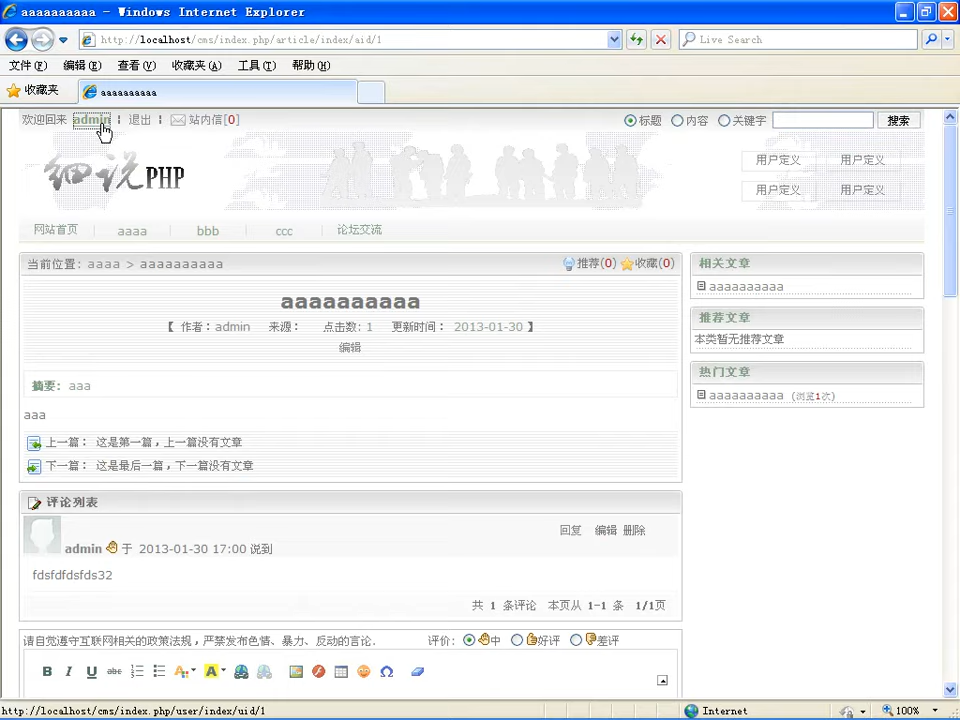 aaaaaaaaaa - Windows Internet Explorer
http://localhost/cms/index.php/article/index/aid/1
Live Search
文件(F) 编辑(E) 查看(V) 收藏夹(A) 工具(T) 帮助(H)
收藏夹 aaaaaaaaaa
欢迎回来 admin ¦ 退出 ¦ 站内信[0] 标题 内容 关键字 搜索
细说PHP
用户定义 用户定义
用户定义 用户定义
网站首页 aaaa bbb ccc 论坛交流
当前位置: aaaa > aaaaaaaaaa 推荐(0) 收藏(0)
aaaaaaaaaa
【 作者：admin 来源： 点击数: 1 更新时间： 2013-01-30 】
编辑
摘要: aaa
aaa
上一篇： 这是第一篇，上一篇没有文章
下一篇： 这是最后一篇，下一篇没有文章
相关文章
aaaaaaaaaa
推荐文章
本类暂无推荐文章
热门文章
aaaaaaaaaa (浏览1次)
评论列表
回复 编辑 删除
admin 于 2013-01-30 17:00 说到
fdsfdfdsfds32
共 1 条评论 本页从 1-1 条 1/1页
请自觉遵守互联网相关的政策法规，严禁发布色情、暴力、反动的言论. 评价: 中 好评 差评
B I U abc A A
http://localhost/cms/index.php/user/index/uid/1 Internet 100%